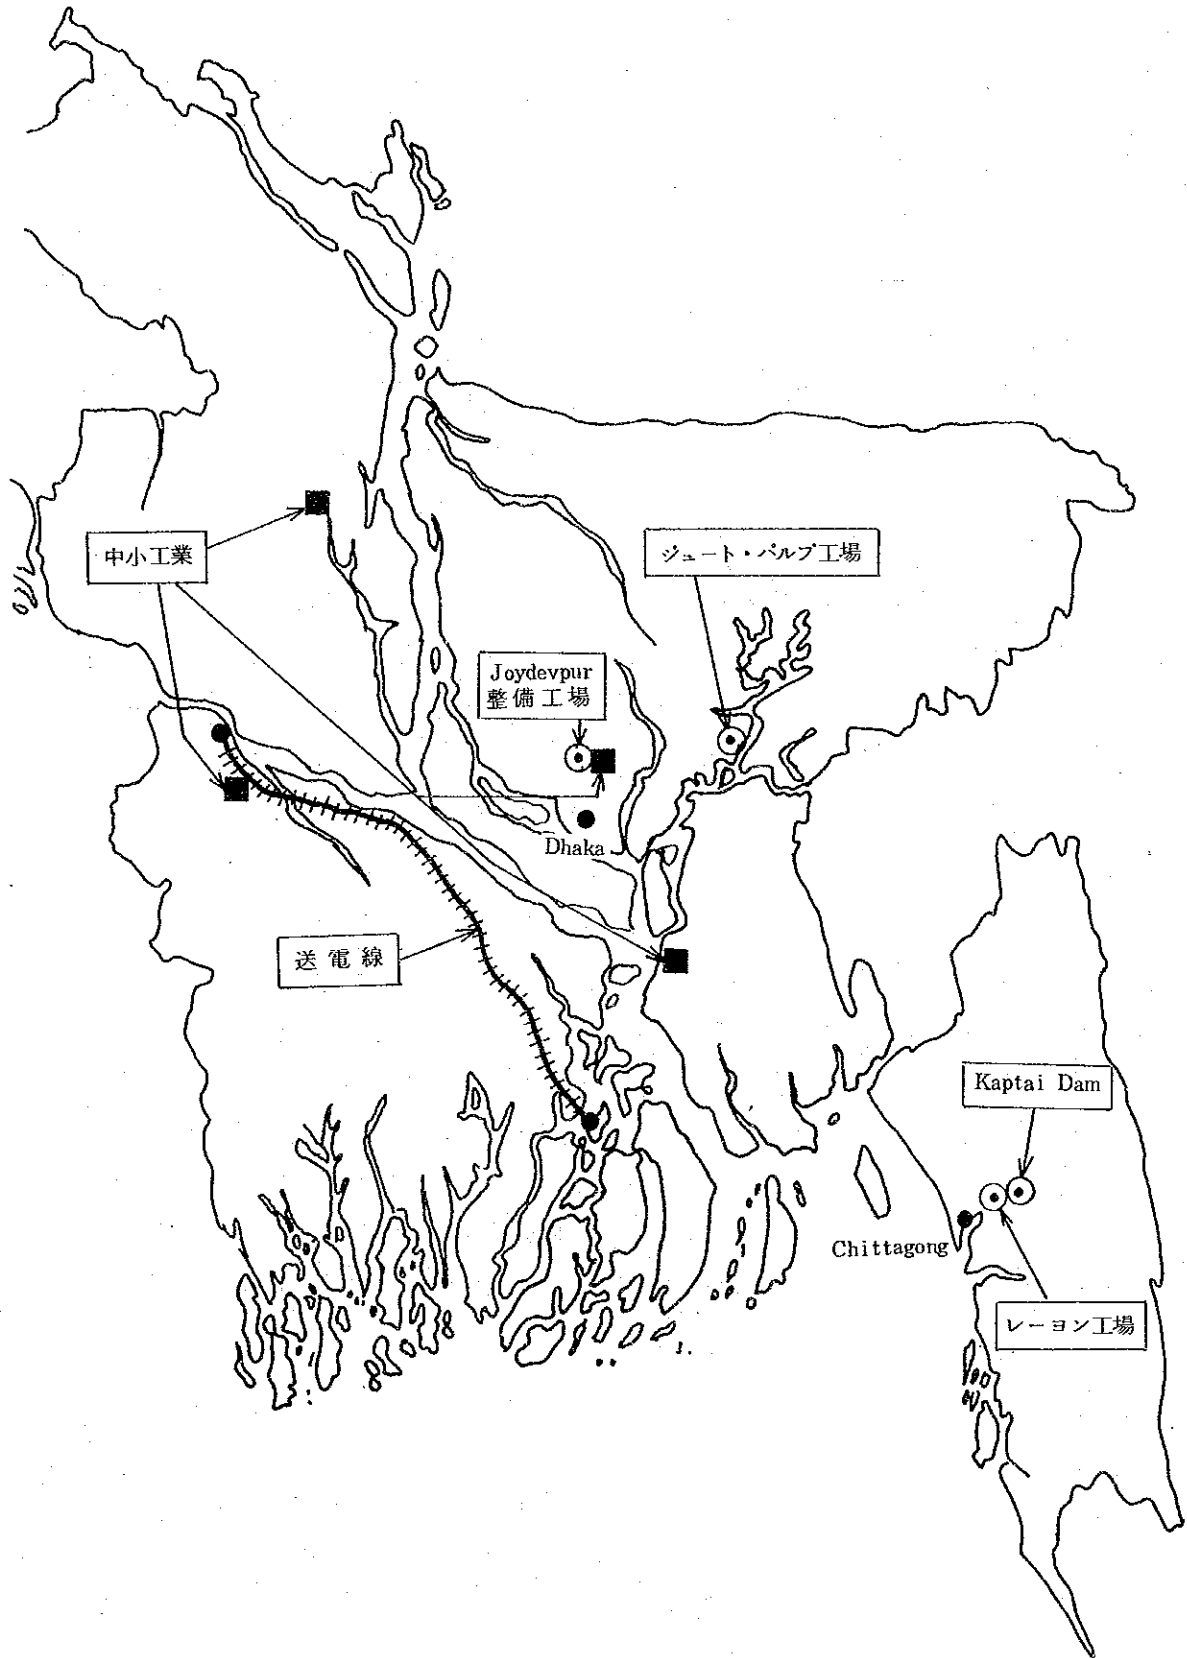 中小工業
ジュート・パルプ工場
Joydevpur
整備工場
Dhaka
送電線
Kaptai Dam
Chittagong
レーヨン工場